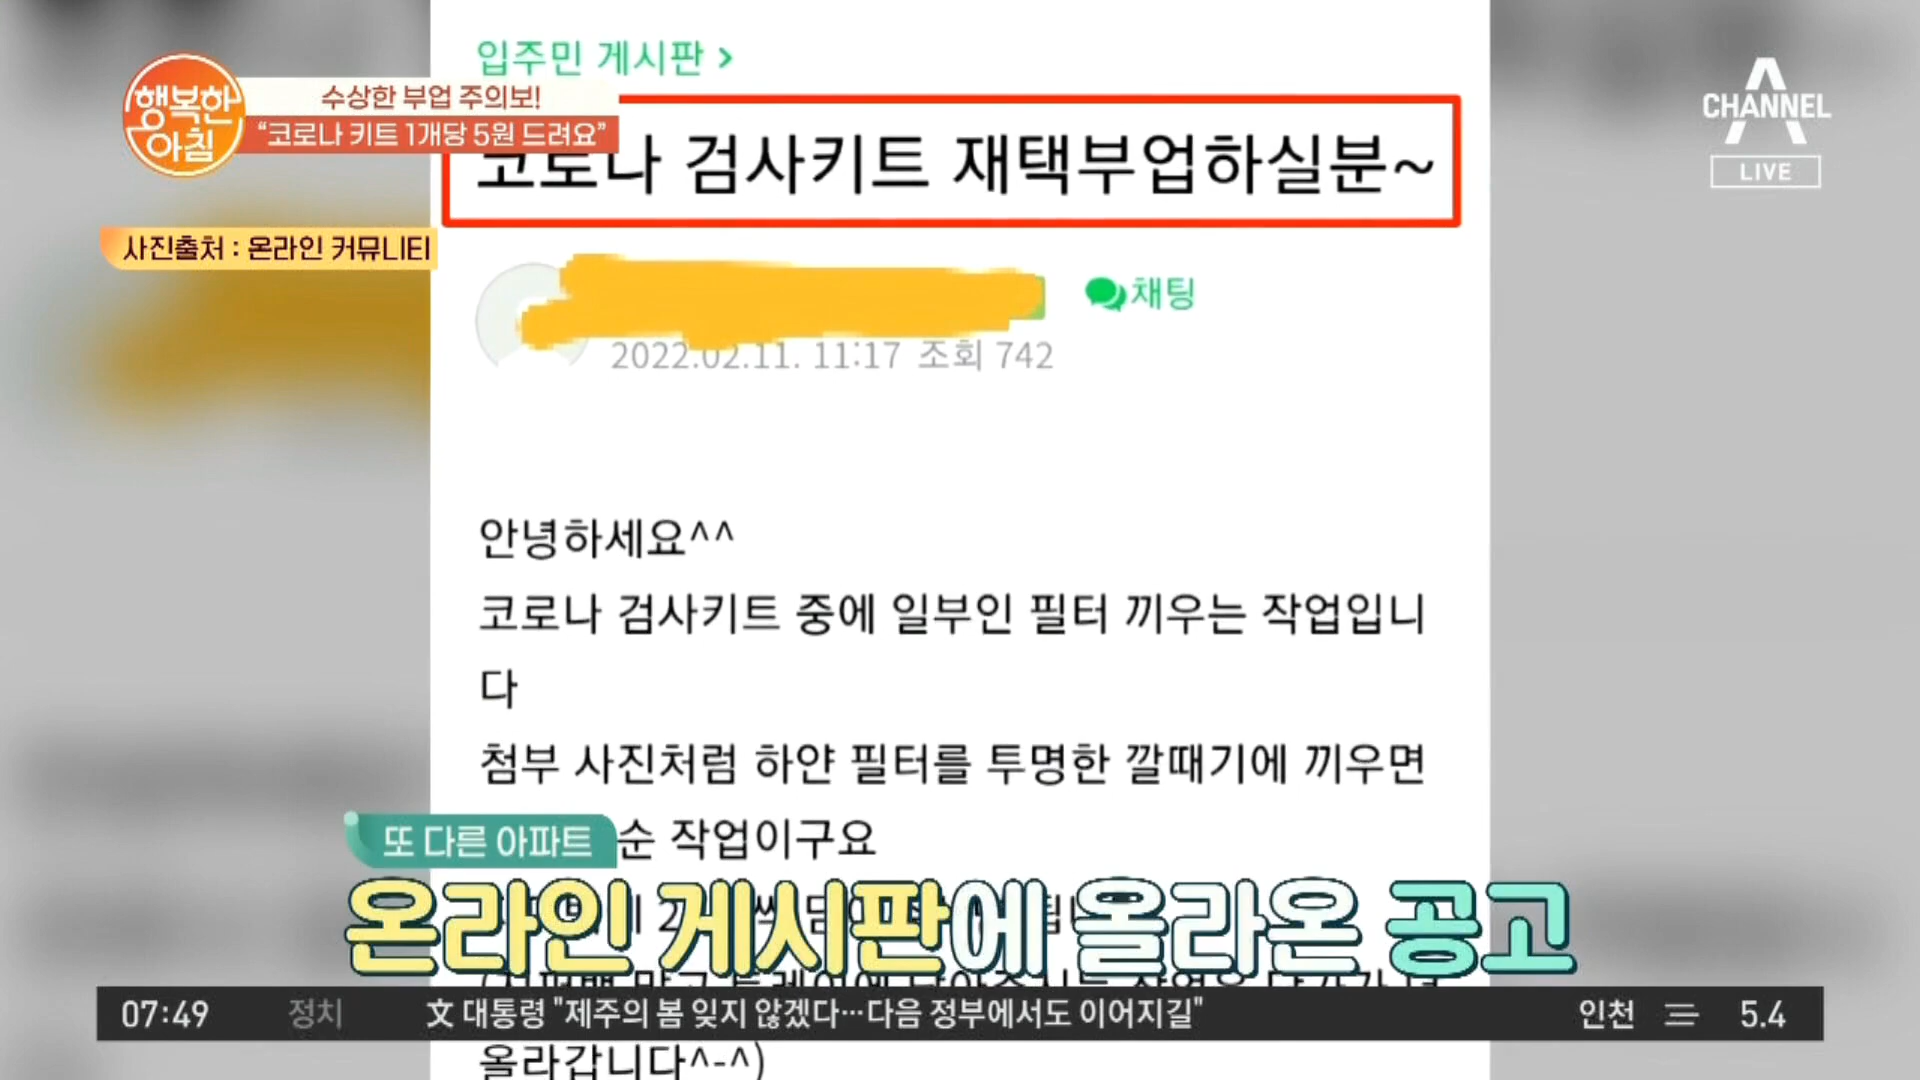 입주민 게시판 >
행복한
아침
수상한 부업 주의보!
“코로나 키트 1개당 5원 드려요”
CHANNEL A
LIVE
코로나 검사키트 재택부업하실분~
사진출처 : 온라인 커뮤니티
채팅
2022.02.11. 11:17 조회 742
안녕하세요^^
코로나 검사키트 중에 일부인 필터 끼우는 작업입니
다
첨부 사진처럼 하얀 필터를 투명한 깔때기에 끼우면
순 작업이구요
또 다른 아파트
온라인 게시판에 올라온 공고
07:49 정치 文 대통령 "제주의 봄 잊지 않겠다…다음 정부에서도 이어지길" 인천 5.4
올라갑니다^-^)